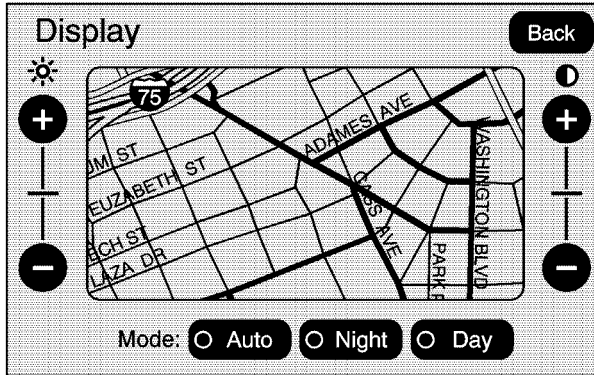 Display
Back
75
ADAMES AVE
WASHINGTON BLVD
UMI ST
EUZABETH ST
CASS AVE
ECH ST
LAZA DR
PARK
Mode: Auto Night Day